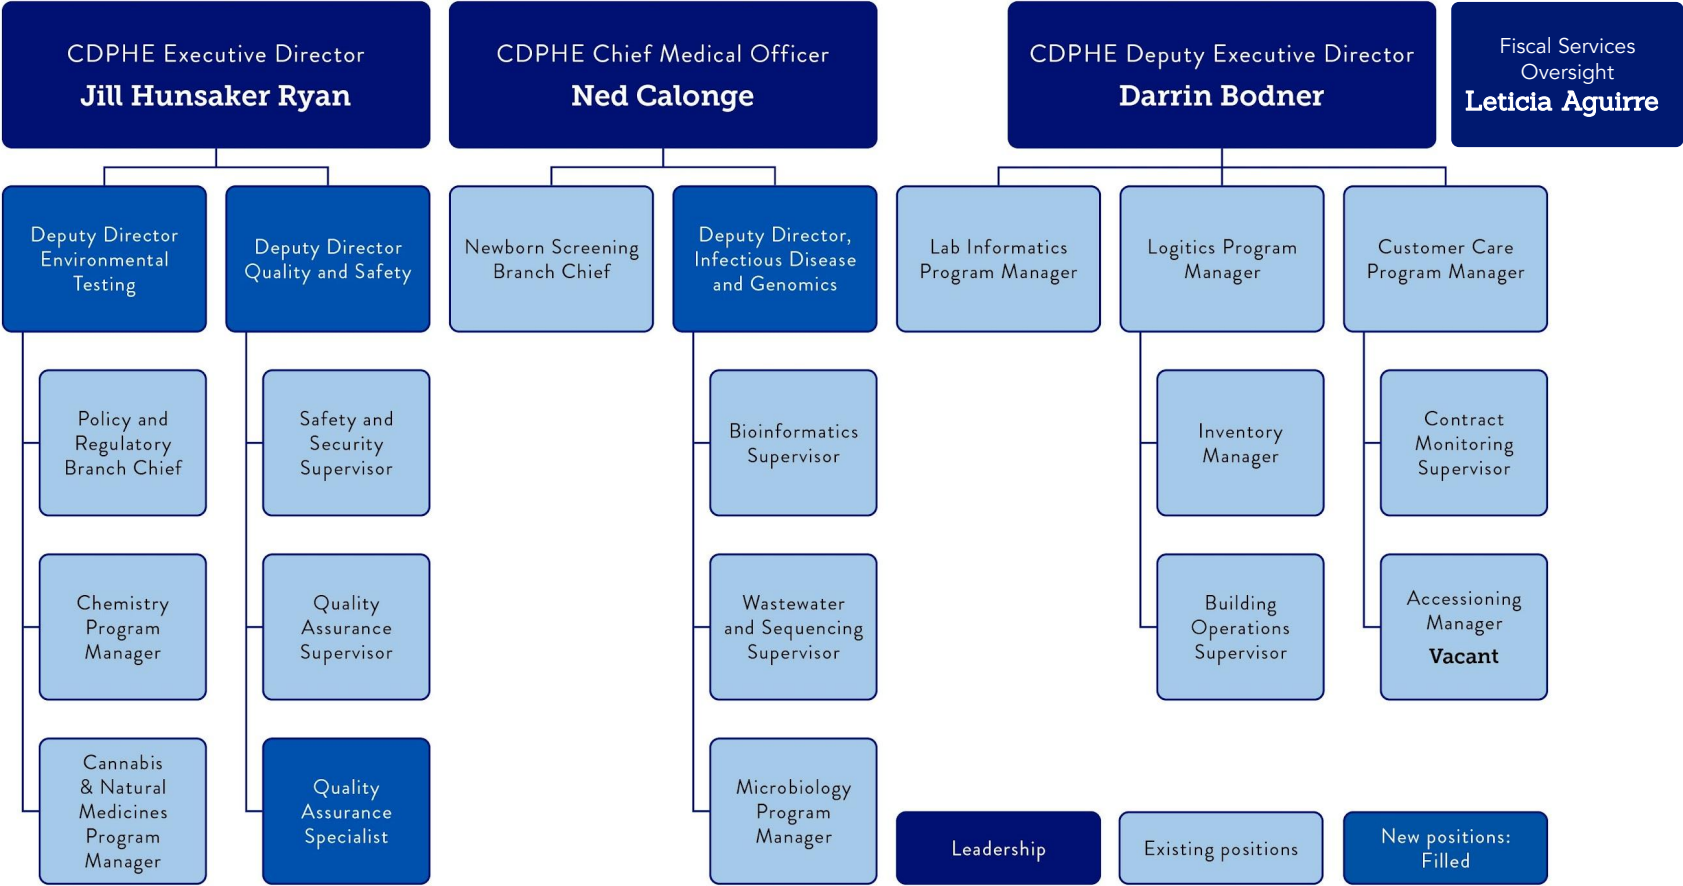 CDPHE Executive Director
Jill Hunsaker Ryan
CDPHE Chief Medical Officer
Ned Calonge
CDPHE Deputy Executive Director
Darrin Bodner
Fiscal Services
Oversight
Leticia Aguirre
Deputy Director
Environmental
Testing
Deputy Director
Quality and Safety
Newborn Screening
Branch Chief
Deputy Director,
Infectious Disease
and Genomics
Lab Informatics
Program Manager
Logitics Program
Manager
Customer Care
Program Manager
Policy and
Regulatory
Branch Chief
Safety and
Security
Supervisor
Bioinformatics
Supervisor
Inventory
Manager
Contract
Monitoring
Supervisor
Chemistry
Program
Manager
Quality
Assurance
Supervisor
Wastewater
and Sequencing
Supervisor
Building
Operations
Supervisor
Accessioning
Manager
Vacant
Cannabis
& Natural
Medicines
Program
Manager
Quality
Assurance
Specialist
Microbiology
Program
Manager
Leadership
Existing positions
New positions:
Filled